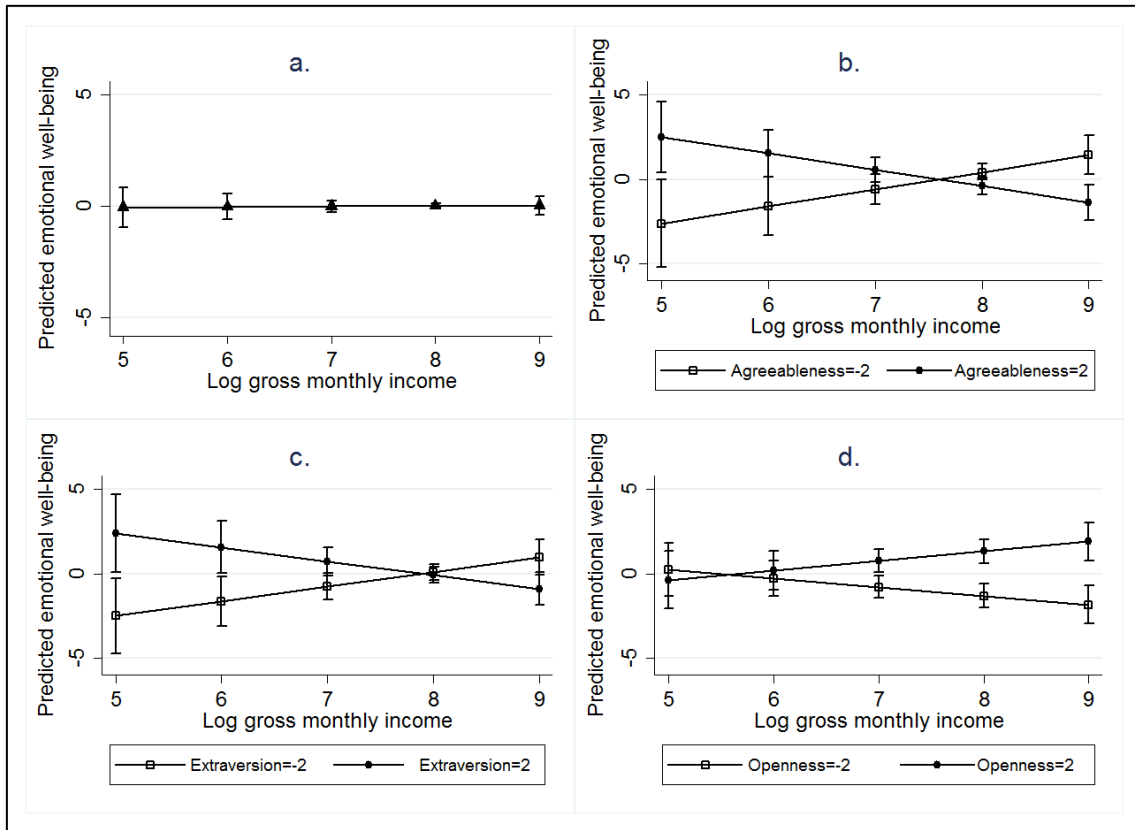 a.
Predicted emotional well-being
5
0
-5
5 6 7 8 9
Log gross monthly income
b.
Predicted emotional well-being
5
0
-5
5 6 7 8 9
Log gross monthly income
Agreeableness=-2 Agreeableness=2
c.
Predicted emotional well-being
5
0
-5
5 6 7 8 9
Log gross monthly income
Extraversion=-2 Extraversion=2
d.
Predicted emotional well-being
5
0
-5
5 6 7 8 9
Log gross monthly income
Openness=-2 Openness=2